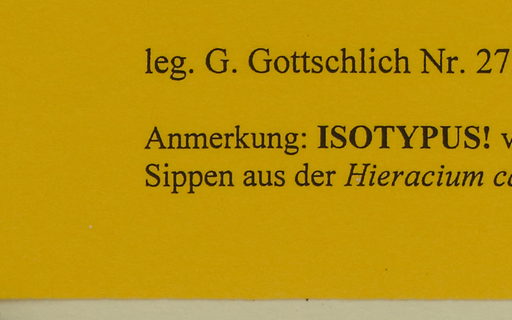 leg. G. Gottschlich Nr. 27
Anmerkung: ISOTYPUS! v
Sippen aus der Hieracium c